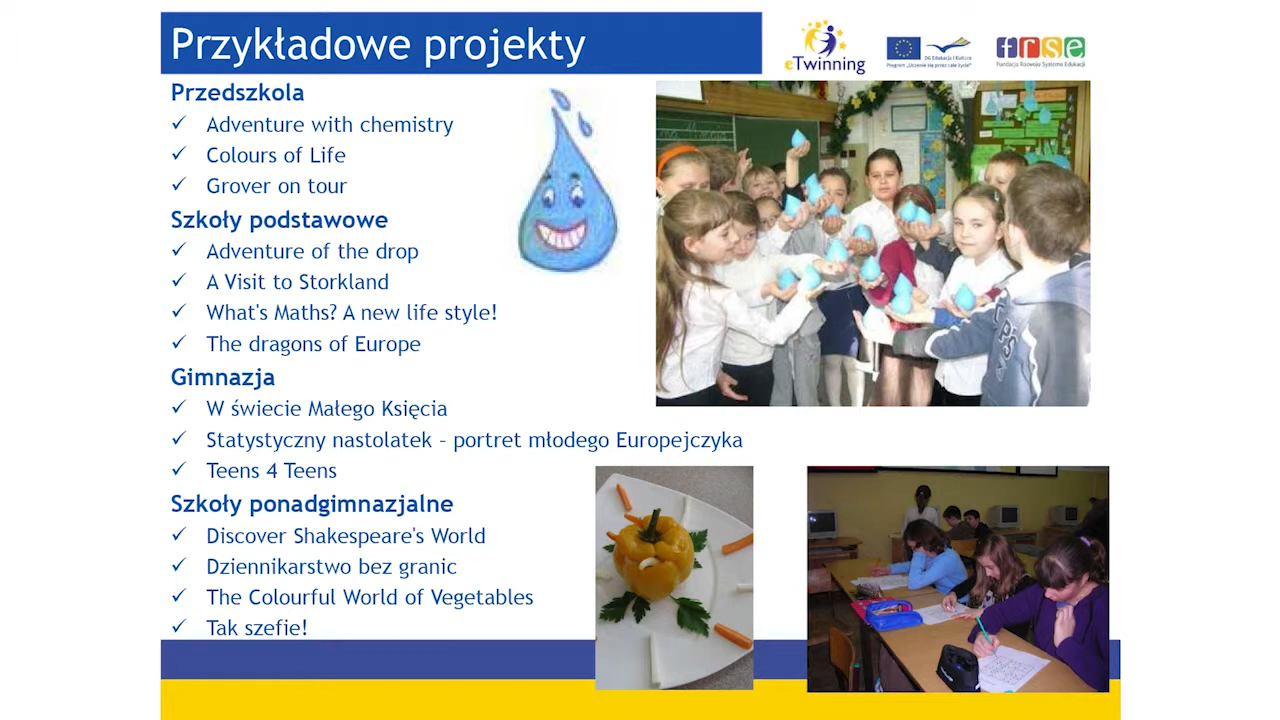 Przykładowe projekty
eTwinning
DG Edukacja i Kultura
Program „Uczenie się przez całe życie”
frse
Fundacja Rozwoju Systemu Edukacji
Przedszkola
✓ Adventure with chemistry
✓ Colours of Life
✓ Grover on tour
Szkoły podstawowe
✓ Adventure of the drop
✓ A Visit to Storkland
✓ What's Maths? A new life style!
✓ The dragons of Europe
Gimnazja
✓ W świecie Małego Księcia
✓ Statystyczny nastolatek – portret młodego Europejczyka
✓ Teens 4 Teens
Szkoły ponadgimnazjalne
✓ Discover Shakespeare's World
✓ Dziennikarstwo bez granic
✓ The Colourful World of Vegetables
✓ Tak szefie!